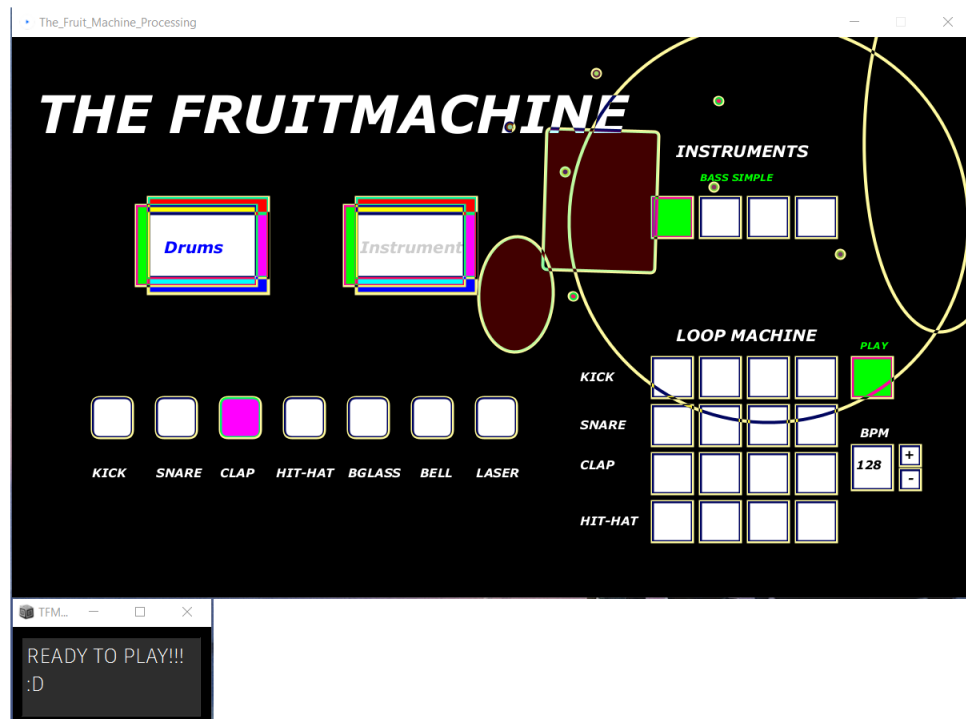 The_Fruit_Machine_Processing
THE FRUITMACHINE
INSTRUMENTS
BASS SIMPLE
Drums
Instrument
LOOP MACHINE
PLAY
KICK
SNARE
BPM
CLAP
128
+
-
HIT-HAT
KICK SNARE CLAP HIT-HAT BGLASS BELL LASER
TFM...
READY TO PLAY!!!
:D